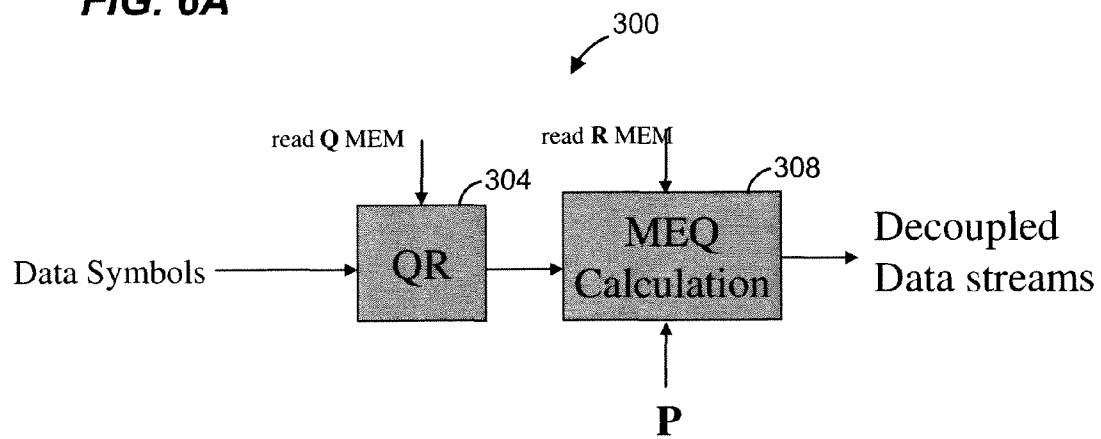 FIG. 6A
300
read Q MEM
read R MEM
304
308
Data Symbols
QR
MEQ
Calculation
Decoupled
Data streams
P